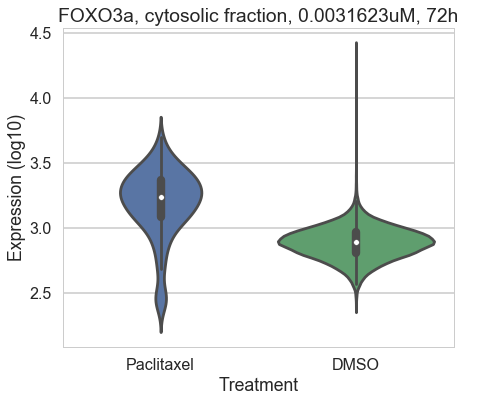 FOXO3a, cytosolic fraction, 0.0031623uM, 72h
Expression (log10)
4.5
4.0
3.5
3.0
2.5
Paclitaxel DMSO
Treatment